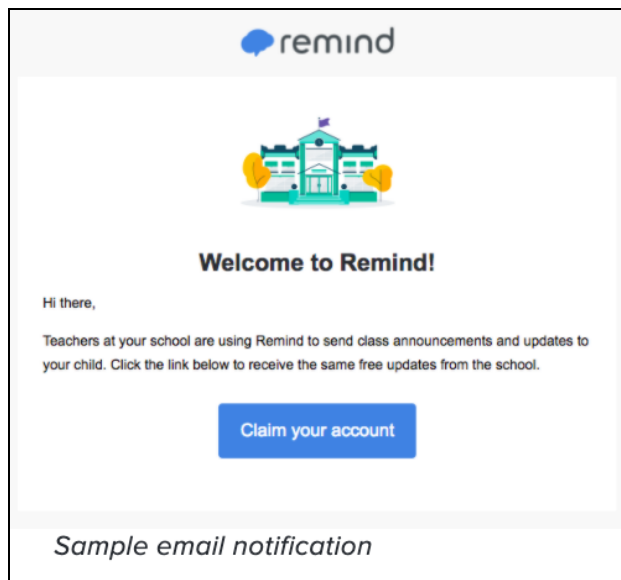 remind
Welcome to Remind!
Hi there,
Teachers at your school are using Remind to send class announcements and updates to
your child. Click the link below to receive the same free updates from the school.
Claim your account
Sample email notification